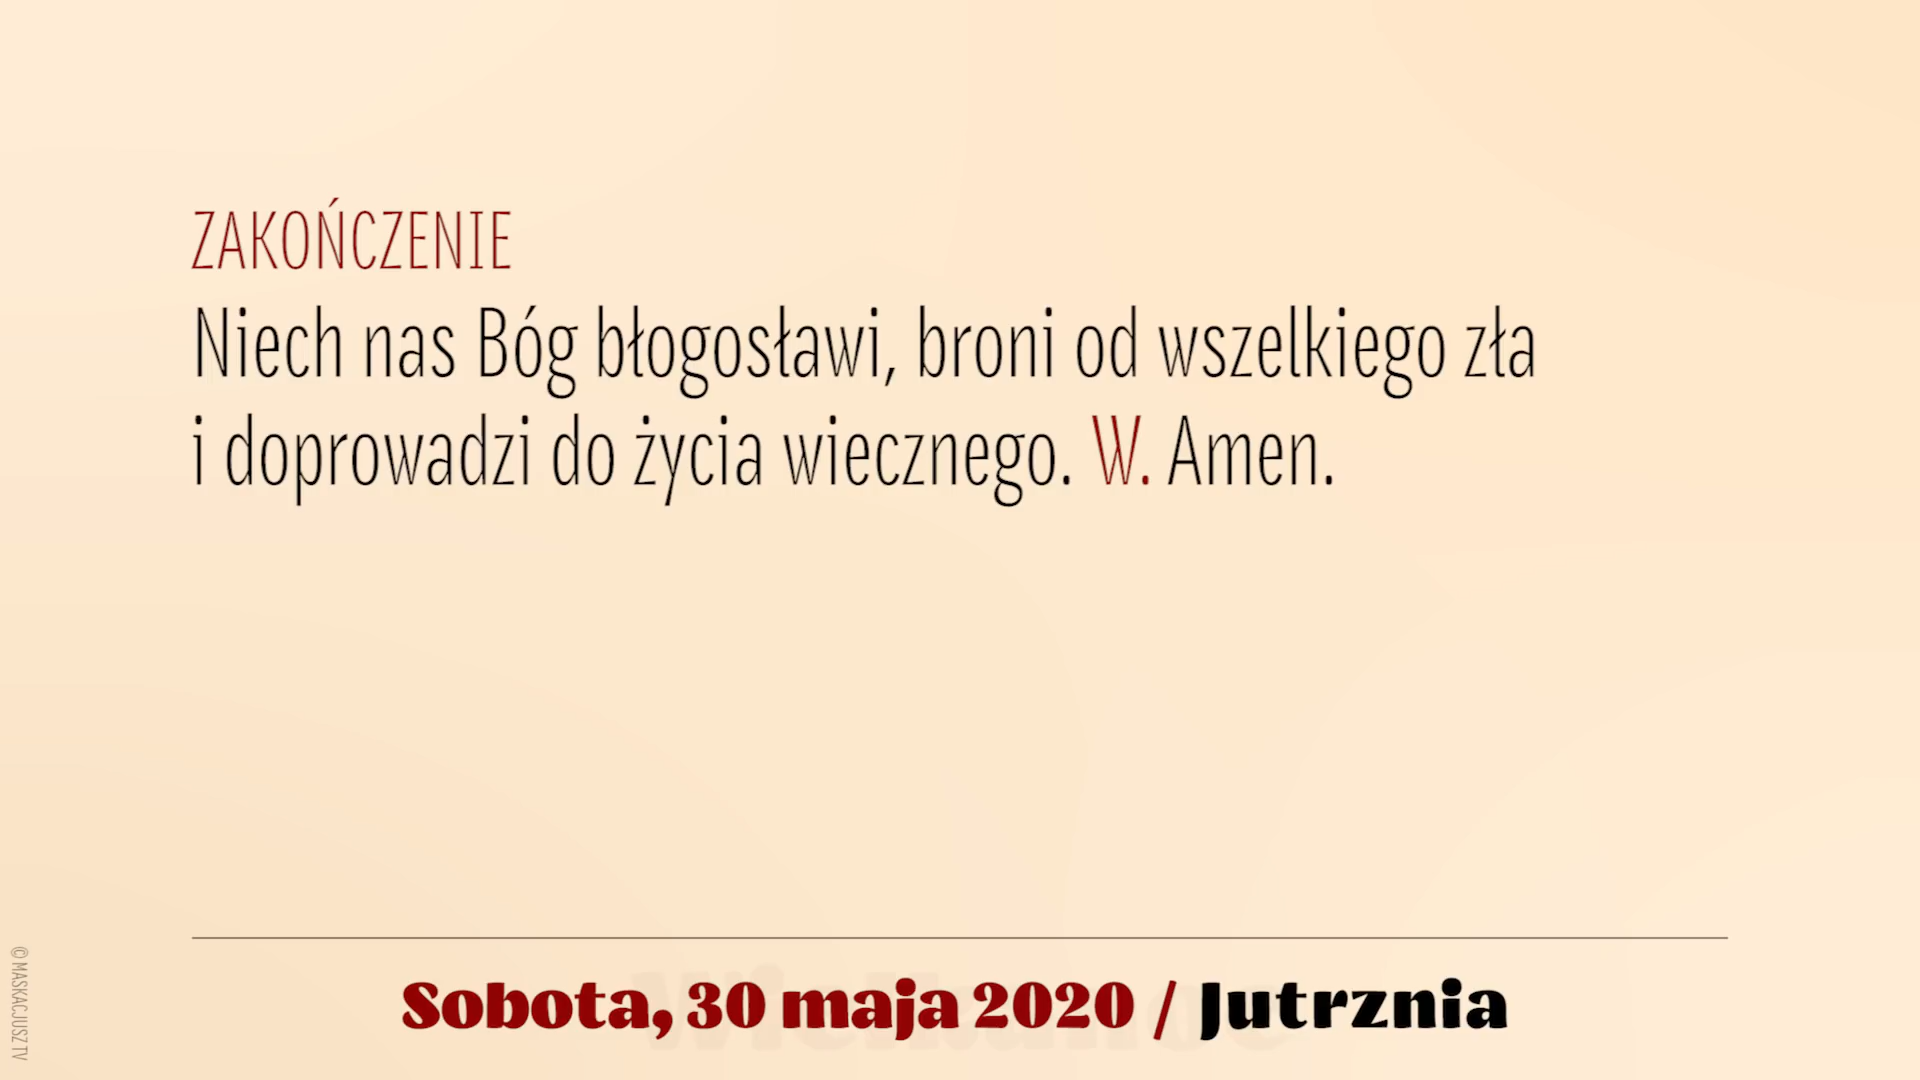 ZAKOŃCZENIE
Niech nas Bóg błogosławi, broni od wszelkiego zła
i doprowadzi do życia wiecznego. W. Amen.
Sobota, 30 maja 2020 / Jutrznia
© MASKACJUSZ TV